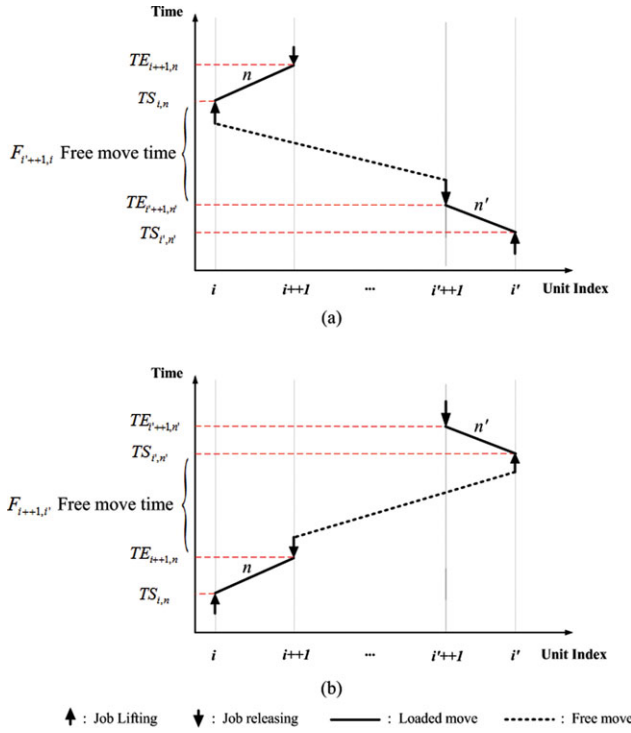 Time
TE_{i++1,n}
n
TS_{i,n}
F_{i'++1,i} Free move time
TE_{i'++1,n'}
n'
TS_{i',n'}
i i++1 ... i'++1 i' Unit Index
(a)
Time
TE_{i'++1,n'}
n'
TS_{i',n'}
F_{i++1,i'} Free move time
TE_{i++1,n}
n
TS_{i,n}
i i++1 ... i'++1 i' Unit Index
(b)
: Job Lifting : Job releasing : Loaded move : Free move